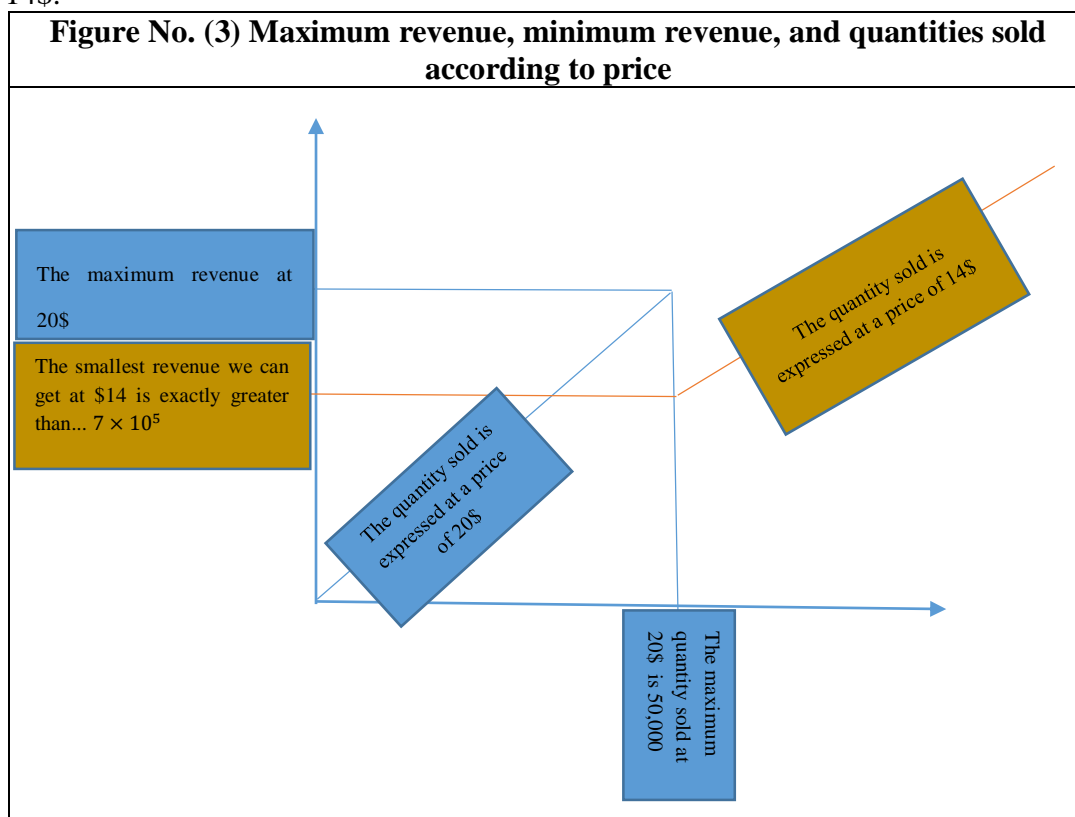 14$.
Figure No. (3) Maximum revenue, minimum revenue, and quantities sold
according to price
The maximum revenue at
20$
The smallest revenue we can
get at $14 is exactly greater
than... 7 × 10⁵
The quantity sold is
expressed at a price
of 20$
The quantity sold is
expressed at a price of 14$
The maximum
quantity sold at
20$ is 50,000